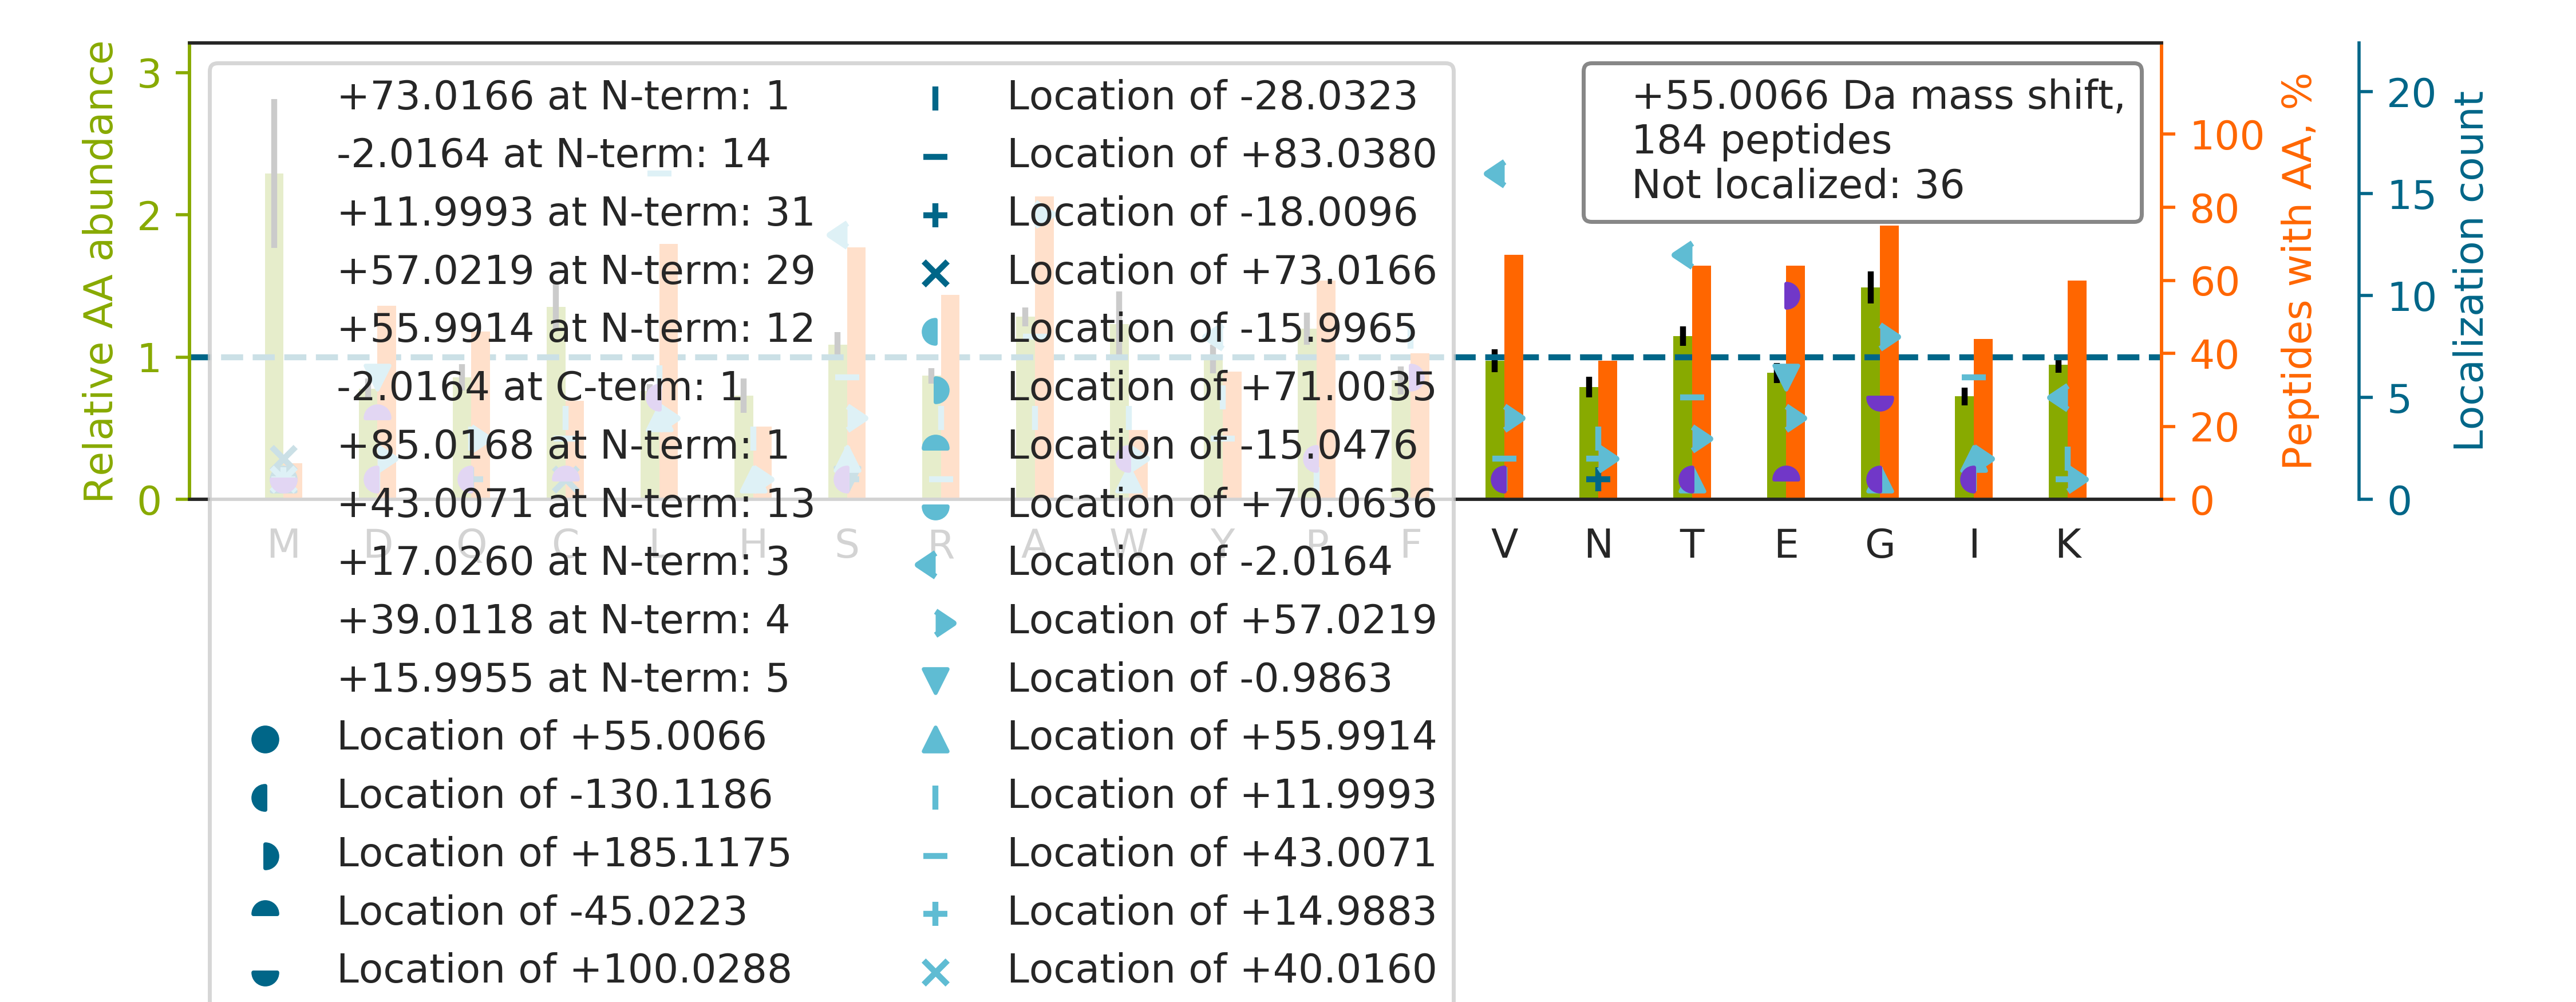 Relative AA abundance
3
2
1
0
+73.0166 at N-term: 1
-2.0164 at N-term: 14
+11.9993 at N-term: 31
+57.0219 at N-term: 29
+55.9914 at N-term: 12
-2.0164 at C-term: 1
+85.0168 at N-term: 1
+43.0071 at N-term: 13
+17.0260 at N-term: 3
+39.0118 at N-term: 4
+15.9955 at N-term: 5
Location of +55.0066
Location of -130.1186
Location of +185.1175
Location of -45.0223
Location of +100.0288
Location of -28.0323
Location of +83.0380
Location of -18.0096
Location of +73.0166
Location of -15.9965
Location of +71.0035
Location of -15.0476
Location of +70.0636
Location of -2.0164
Location of +57.0219
Location of -0.9863
Location of +55.9914
Location of +11.9993
Location of +43.0071
Location of +14.9883
Location of +40.0160
+55.0066 Da mass shift,
184 peptides
Not localized: 36
M D Q C L H S R A W Y P F V N T E G I K
100
80
60
40
20
0
Peptides with AA, %
20
15
10
5
0
Localization count